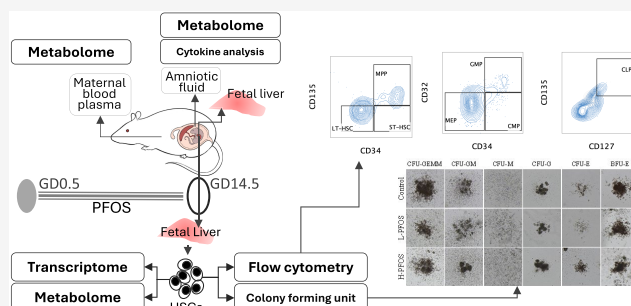 Metabolome
Metabolome
Cytokine analysis
Maternal
blood
plasma
Amniotic
fluid
Fetal liver
GD0.5
GD14.5
PFOS
Fetal Liver
Transcriptome
Metabolome
Flow cytometry
Colony forming unit
CD135
MPP
LT-HSC
ST-HSC
CD34
CD32
GMP
MEP
CMP
CD34
CD135
CLP
CD127
CFU-GEMM
CFU-GM
CFU-M
CFU-G
CFU-E
BFU-E
Control
L-PFOS
H-PFOS